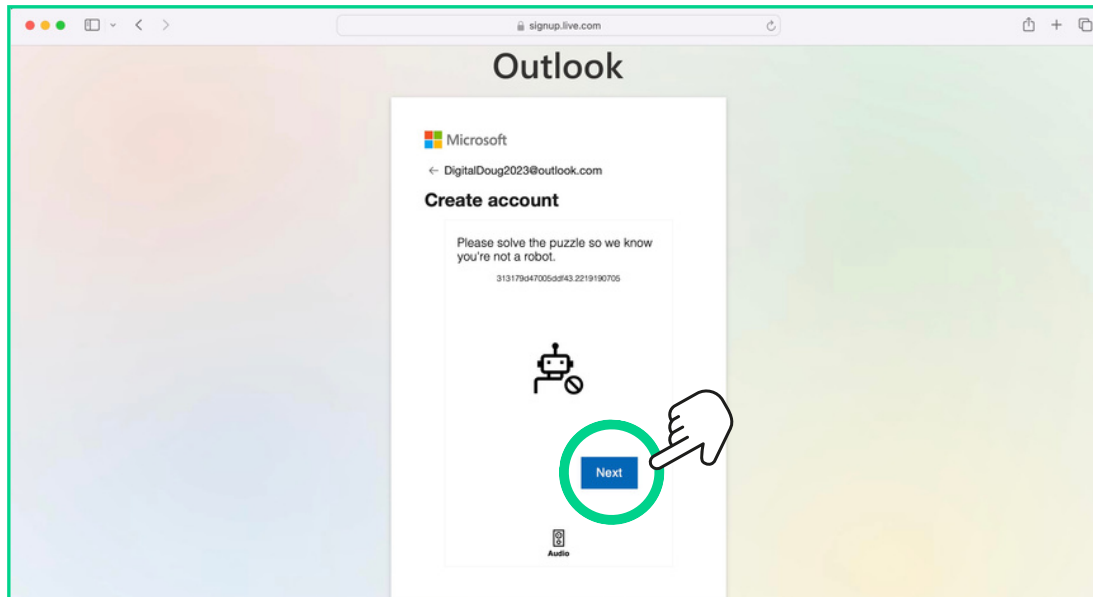 signup.live.com
Outlook
Microsoft
← DigitalDoug2023@outlook.com
Create account
Please solve the puzzle so we know
you're not a robot.
313179d47005ddf43.2219190705
Next
Audio